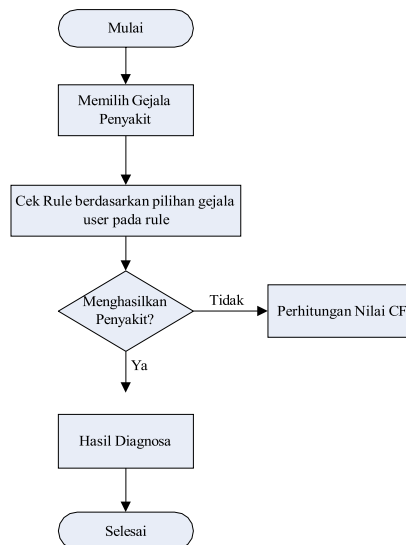 Mulai
Memilih Gejala
Penyakit
Cek Rule berdasarkan pilihan gejala
user pada rule
Menghasilkan
Penyakit?
Tidak
Perhitungan Nilai CF
Ya
Hasil Diagnosa
Selesai